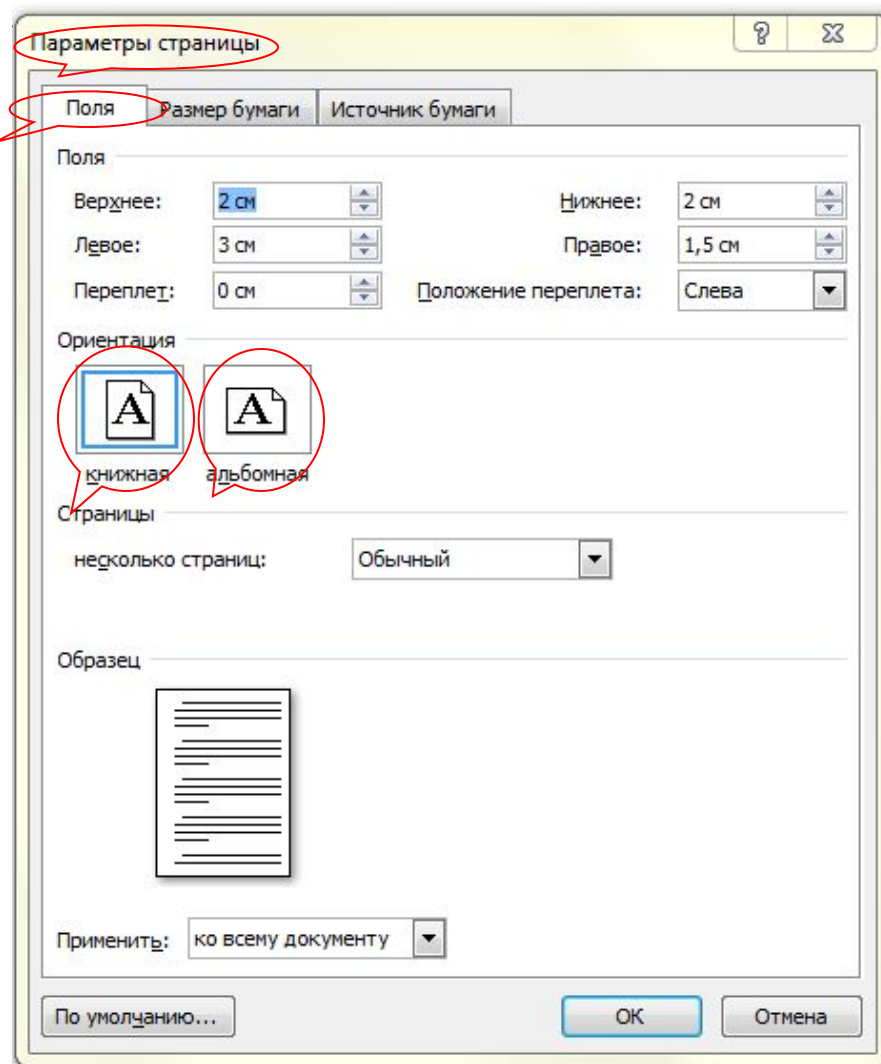 Параметры страницы
Поля Размер бумаги Источник бумаги
Поля
Верхнее: 2 см Нижнее: 2 см
Левое: 3 см Правое: 1,5 см
Переплет: 0 см Положение переплета: Слева
Ориентация
A A
книжная альбомная
Страницы
несколько страниц: Обычный
Образец
Применить: ко всему документу
По умолчанию... ОК Отмена